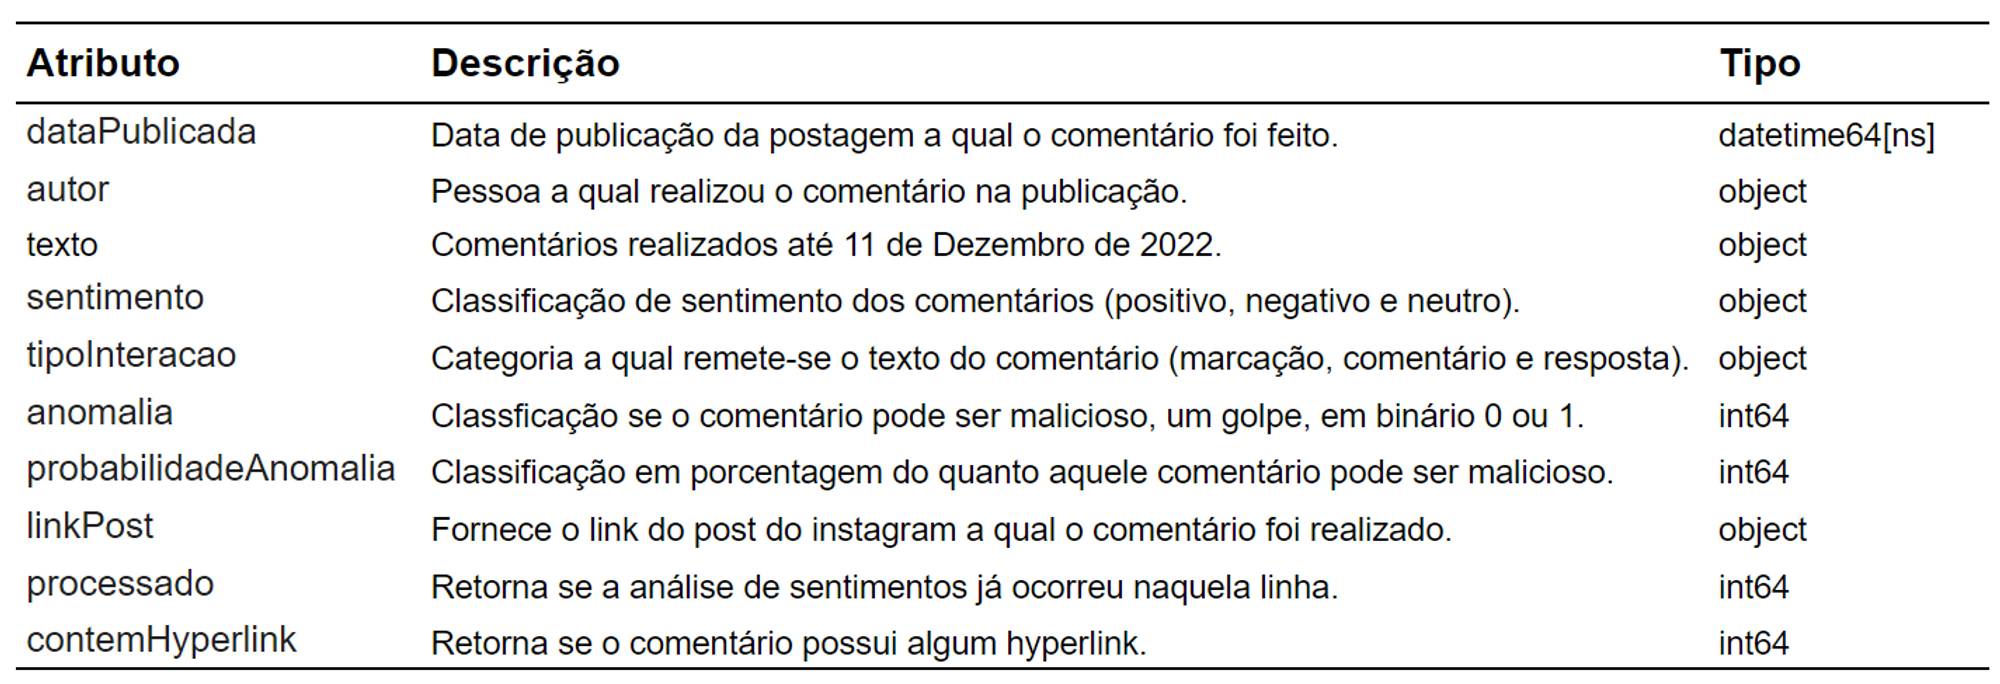 Atributo Descrição Tipo
dataPublicada Data de publicação da postagem a qual o comentário foi feito. datetime64[ns]
autor Pessoa a qual realizou o comentário na publicação. object
texto Comentários realizados até 11 de Dezembro de 2022. object
sentimento Classificação de sentimento dos comentários (positivo, negativo e neutro). object
tipoInteracao Categoria a qual remete-se o texto do comentário (marcação, comentário e resposta). object
anomalia Classficação se o comentário pode ser malicioso, um golpe, em binário 0 ou 1. int64
probabilidadeAnomalia Classificação em porcentagem do quanto aquele comentário pode ser malicioso. int64
linkPost Fornece o link do post do instagram a qual o comentário foi realizado. object
processado Retorna se a análise de sentimentos já ocorreu naquela linha. int64
contemHyperlink Retorna se o comentário possui algum hyperlink. int64